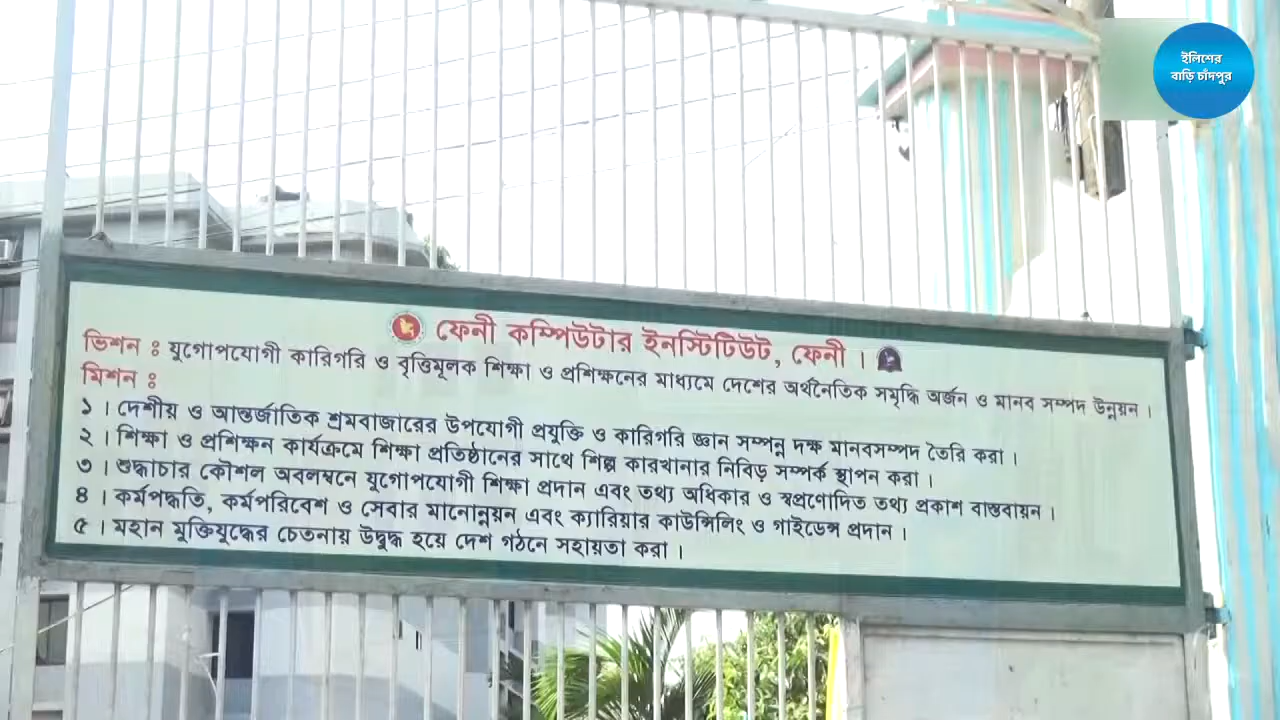 ইলিশের
বাড়ি চাঁদপুর
ফেনী কম্পিউটার ইনস্টিটিউট, ফেনী ।
ভিশন ঃ যুগোপযোগী কারিগরি ও বৃত্তিমূলক শিক্ষা ও প্রশিক্ষনের মাধ্যমে দেশের অর্থনৈতিক সমৃদ্ধি অর্জন ও মানব সম্পদ উন্নয়ন ।
মিশন ঃ
১ । দেশীয় ও আন্তর্জাতিক শ্রমবাজারের উপযোগী প্রযুক্তি ও কারিগরি জ্ঞান সম্পন্ন দক্ষ মানবসম্পদ তৈরি করা ।
২ । শিক্ষা ও প্রশিক্ষন কার্যক্রমে শিক্ষা প্রতিষ্ঠানের সাথে শিল্প কারখানার নিবিড় সম্পর্ক স্থাপন করা ।
৩ । শুদ্ধাচার কৌশল অবলম্বনে যুগোপযোগী শিক্ষা প্রদান এবং তথ্য অধিকার ও স্বপ্রণোদিত তথ্য প্রকাশ বাস্তবায়ন ।
৪ । কর্মপদ্ধতি, কর্মপরিবেশ ও সেবার মানোন্নয়ন এবং ক্যারিয়ার কাউন্সিলিং ও গাইডেন্স প্রদান ।
৫ । মহান মুক্তিযুদ্ধের চেতনায় উদ্বুদ্ধ হয়ে দেশ গঠনে সহায়তা করা ।